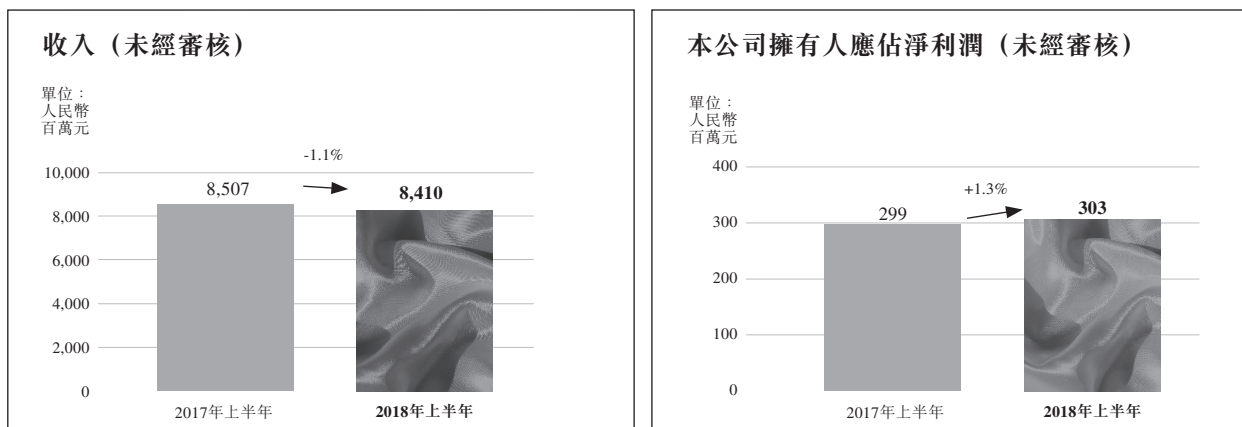 收入（未經審核）
單位：
人民幣
百萬元
-1.1%
10,000
8,507
8,410
8,000
6,000
4,000
2,000
0
2017年上半年
2018年上半年
本公司擁有人應佔淨利潤（未經審核）
單位：
人民幣
百萬元
400
+1.3%
299
303
300
200
100
0
2017年上半年
2018年上半年